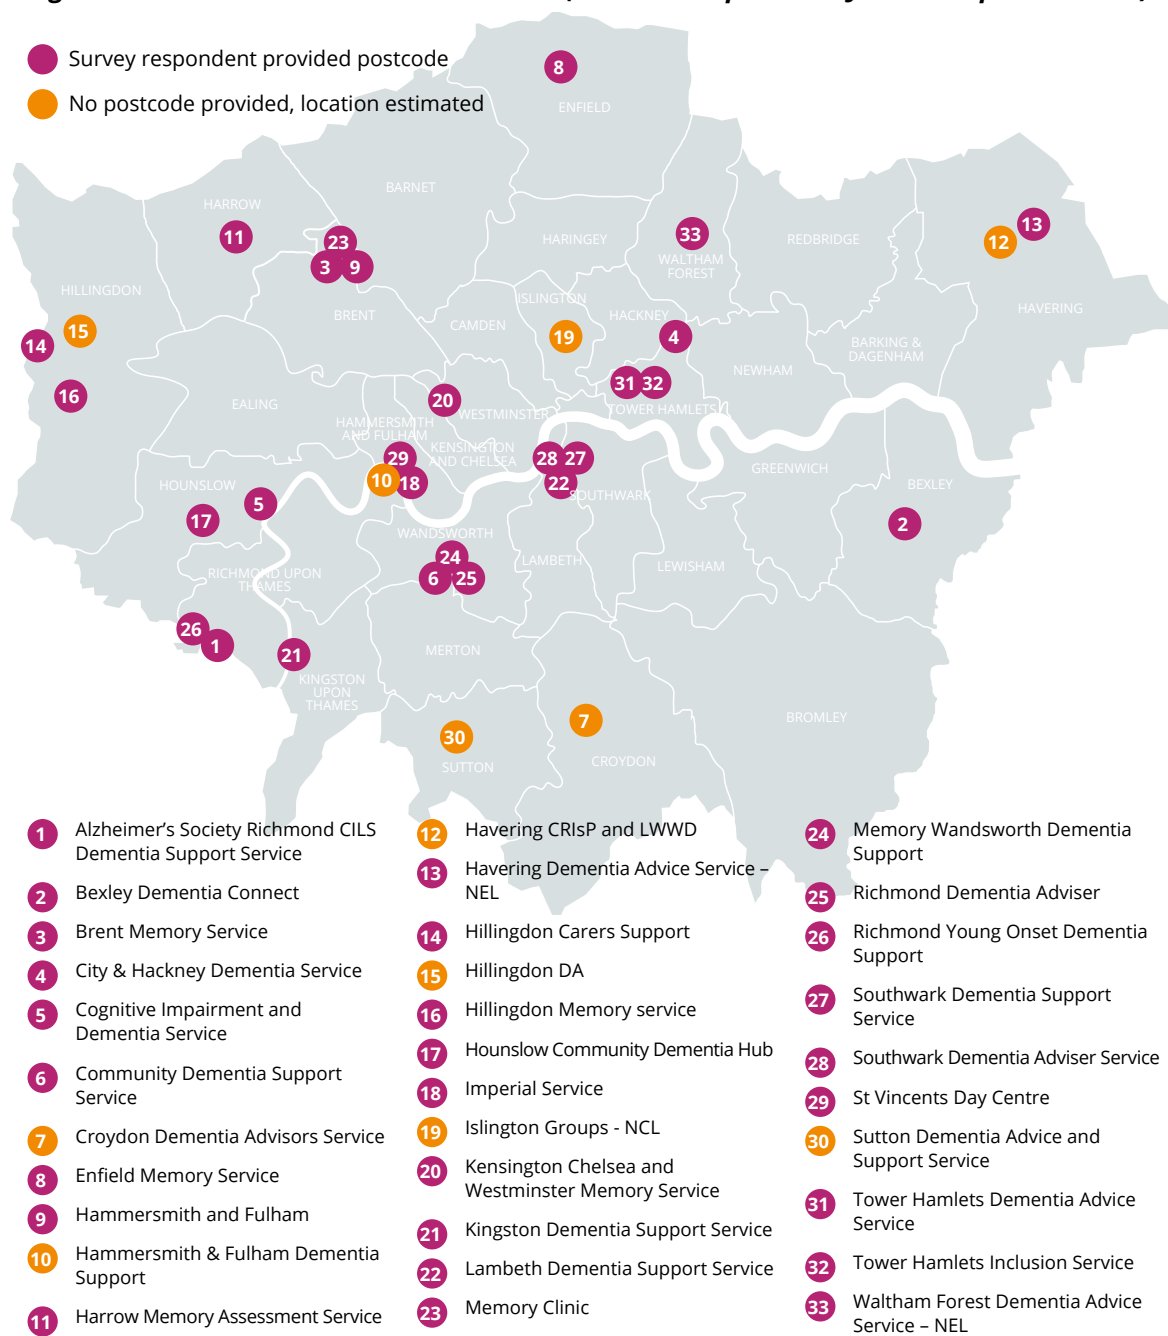 Survey respondent provided postcode
No postcode provided, location estimated
8
ENFIELD
BARNET
HARROW
11
23
3
9
HARINGEY
33
WALTHAM
FOREST
REDBRIDGE
13
12
HAVERING
HILLINGDON
15
14
16
BRENT
CAMDEN
ISLINGTON
19
HACKNEY
4
31
32
TOWER HAMLETS
NEWHAM
BARKING &
DAGENHAM
EALING
20
WESTMINSTER
HAMMERSMITH
AND FULHAM
KENSINGTON
AND CHELSEA
29
10
18
28
27
22
SOUTHWARK
GREENWICH
BEXLEY
2
HOUNSLOW
5
17
WANDSWORTH
24
6
25
LAMBETH
LEWISHAM
RICHMOND UPON
THAMES
26
1
21
KINGSTON
UPON
THAMES
MERTON
30
SUTTON
7
CROYDON
BROMLEY
1 Alzheimer’s Society Richmond CILS
Dementia Support Service
2 Bexley Dementia Connect
3 Brent Memory Service
4 City & Hackney Dementia Service
5 Cognitive Impairment and
Dementia Service
6 Community Dementia Support
Service
7 Croydon Dementia Advisors Service
8 Enfield Memory Service
9 Hammersmith and Fulham
10 Hammersmith & Fulham Dementia
Support
11 Harrow Memory Assessment Service
12 Havering CRIsP and LWWD
13 Havering Dementia Advice Service –
NEL
14 Hillingdon Carers Support
15 Hillingdon DA
16 Hillingdon Memory service
17 Hounslow Community Dementia Hub
18 Imperial Service
19 Islington Groups - NCL
20 Kensington Chelsea and
Westminster Memory Service
21 Kingston Dementia Support Service
22 Lambeth Dementia Support Service
23 Memory Clinic
24 Memory Wandsworth Dementia
Support
25 Richmond Dementia Adviser
26 Richmond Young Onset Dementia
Support
27 Southwark Dementia Support
Service
28 Southwark Dementia Adviser Service
29 St Vincents Day Centre
30 Sutton Dementia Advice and
Support Service
31 Tower Hamlets Dementia Advice
Service
32 Tower Hamlets Inclusion Service
33 Waltham Forest Dementia Advice
Service – NEL